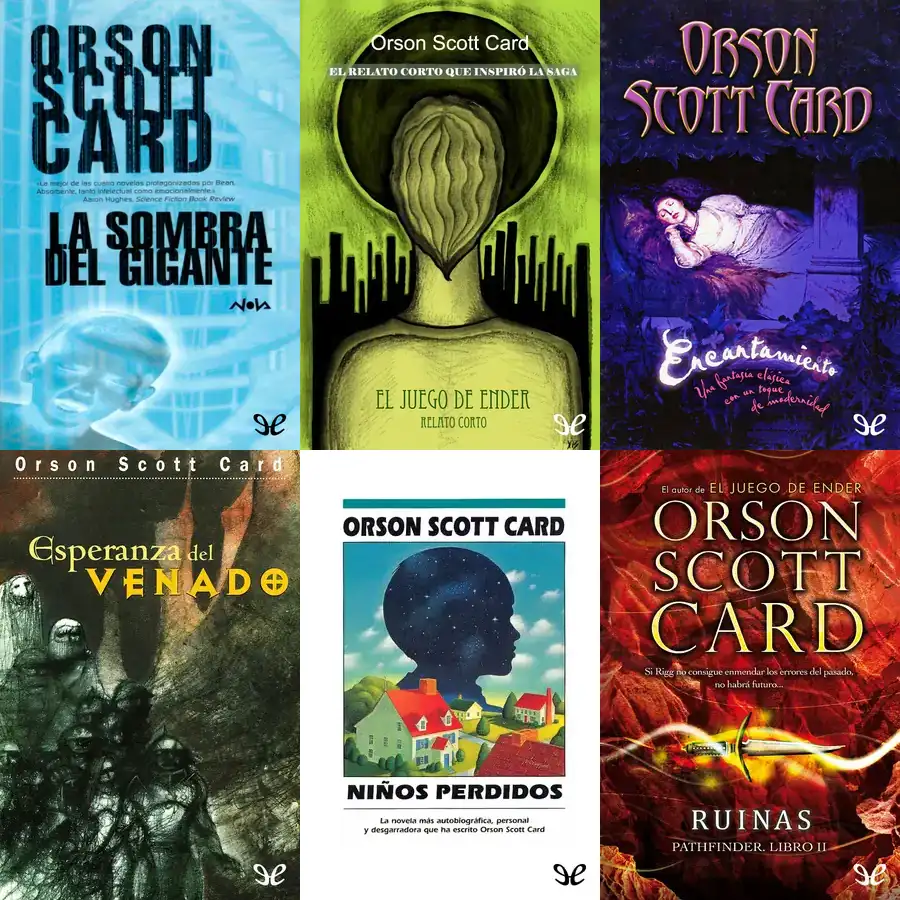 ORSON
SCOTT
CARD
«La mejor de las cuatro novelas protagonizadas por Bean.
Absorbente, tanto intelectual como emocionalmente.»
Aaron Hughes, Science Fiction Book Review
LA SOMBRA
DEL GIGANTE
NOVA
Orson Scott Card
EL RELATO CORTO QUE INSPIRÓ LA SAGA
EL JUEGO DE ENDER
RELATO CORTO
ORSON
SCOTT CARD
Encantamiento
Una fantasía clásica
con un toque
de modernidad
Orson Scott Card
Esperanza del
VENADO
ORSON SCOTT CARD
NIÑOS PERDIDOS
La novela más autobiográfica, personal
y desgarradora que ha escrito Orson Scott Card
El autor de EL JUEGO DE ENDER
ORSON
SCOTT
CARD
Si Rigg no consigue enmendar los errores del pasado,
no habrá futuro...
RUINAS
PATHFINDER. LIBRO II